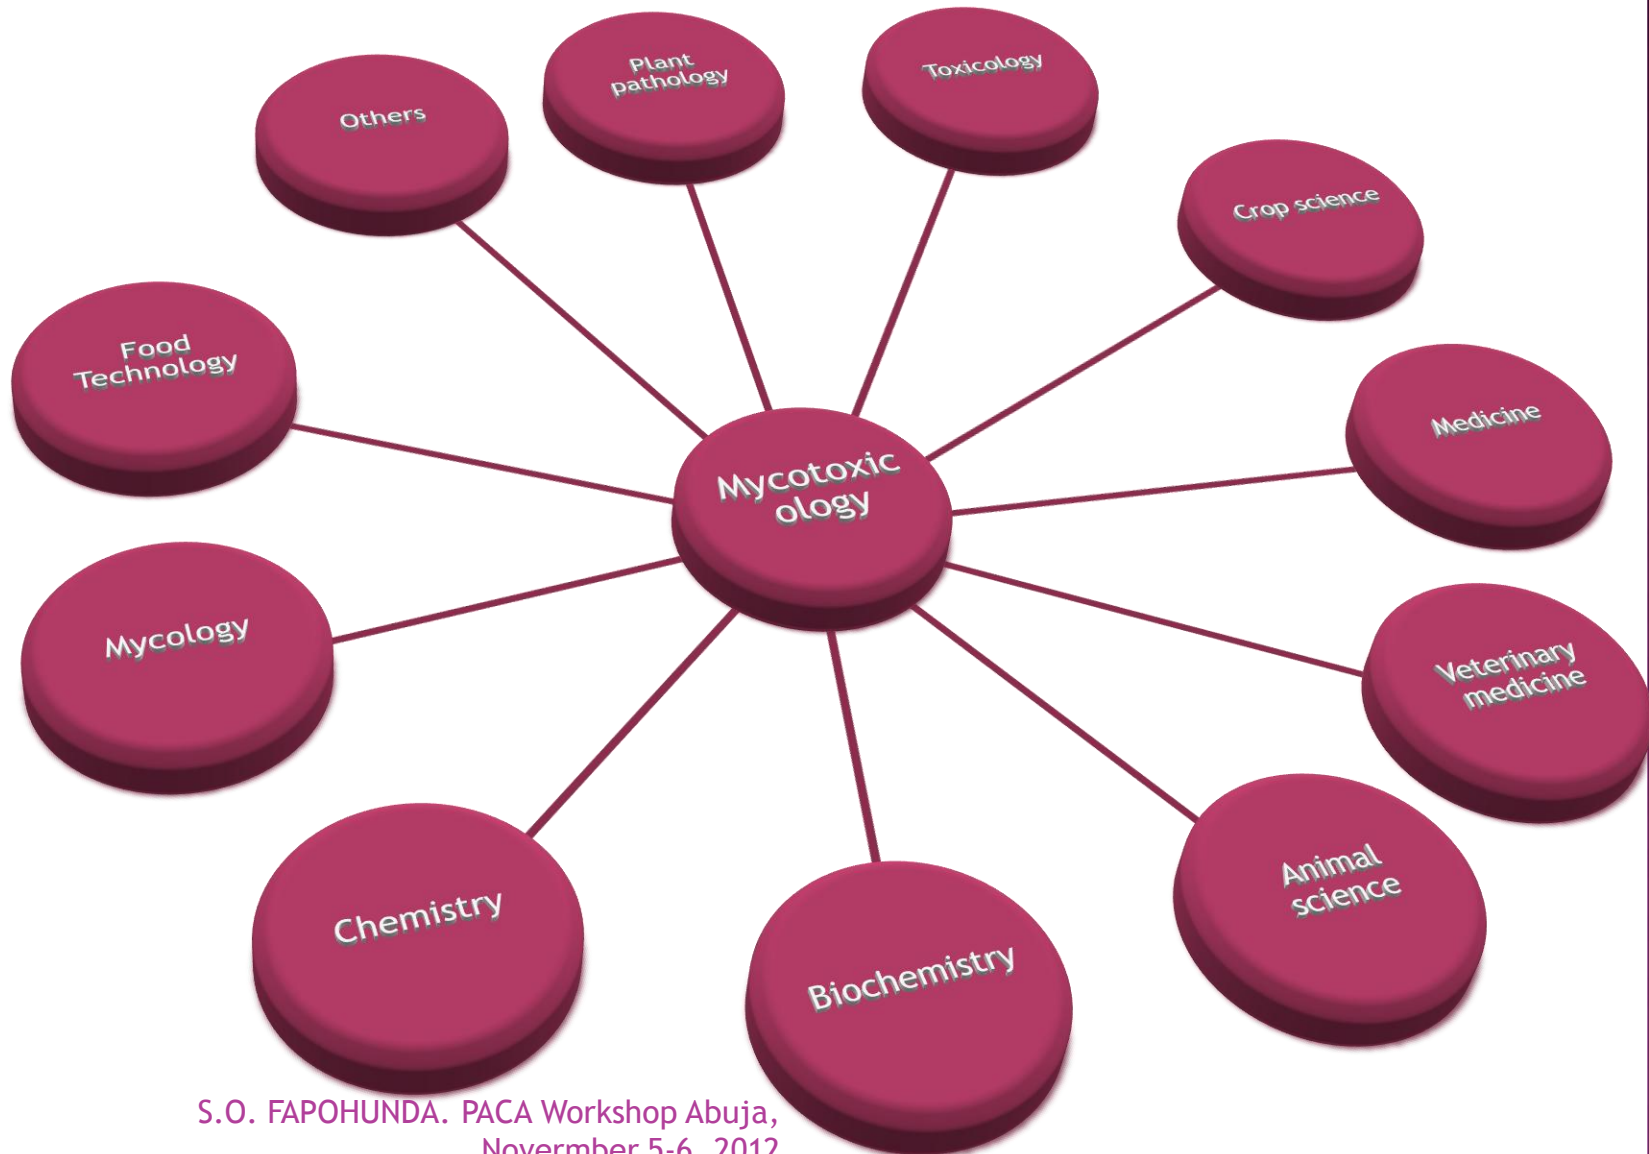 Plant
pathology
Toxicology
Others
Crop science
Food
Technology
Medicine
Mycotoxic
ology
Mycology
Veterinary
medicine
Animal
science
Chemistry
Biochemistry
S.O. FAPOHUNDA. PACA Workshop Abuja,
Novermber 5-6, 2012